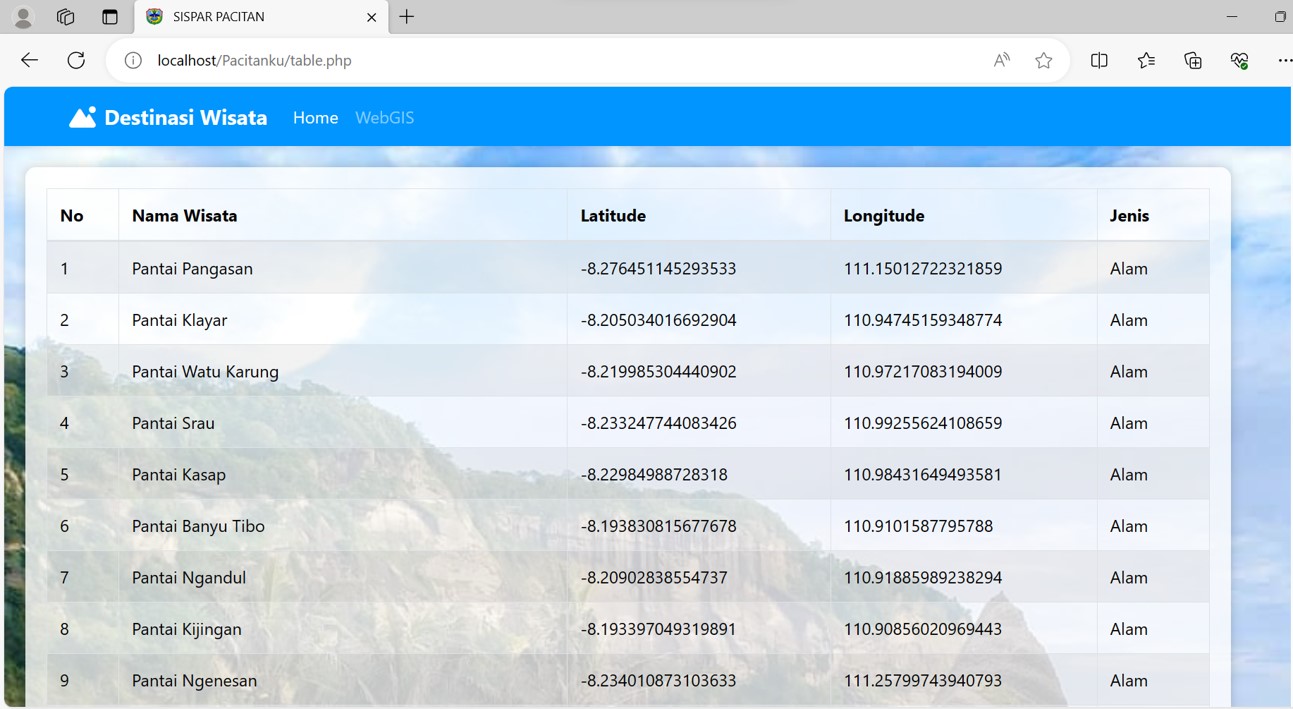 SISPAR PACITAN
localhost/Pacitanku/table.php
Destinasi Wisata Home WebGIS
No Nama Wisata Latitude Longitude Jenis
1 Pantai Pangasan -8.276451145293533 111.15012722321859 Alam
2 Pantai Klayar -8.205034016692904 110.94745159348774 Alam
3 Pantai Watu Karung -8.219985304440902 110.97217083194009 Alam
4 Pantai Srau -8.233247744083426 110.99255624108659 Alam
5 Pantai Kasap -8.22984988728318 110.98431649493581 Alam
6 Pantai Banyu Tibo -8.193830815677678 110.9101587795788 Alam
7 Pantai Ngandul -8.20902838554737 110.91885989238294 Alam
8 Pantai Kijingan -8.193397049319891 110.90856020969443 Alam
9 Pantai Ngenesan -8.234010873103633 111.25799743940793 Alam